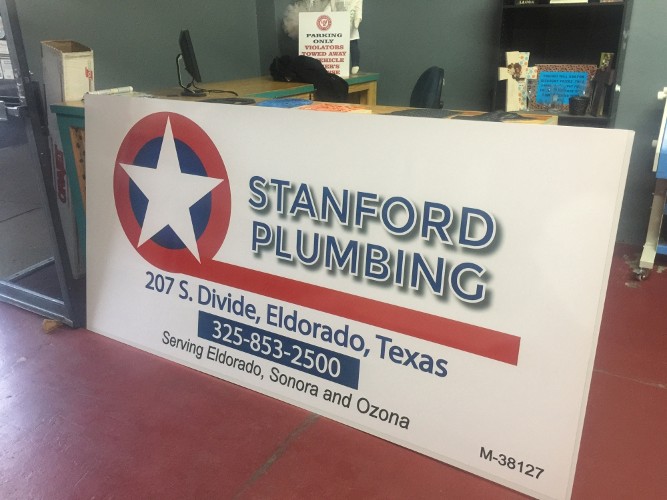 PARKING
ONLY
VIOLATORS
TOWED AWAY
STANFORD
PLUMBING
207 S. Divide, Eldorado, Texas
325-853-2500
Serving Eldorado, Sonora and Ozona
M-38127